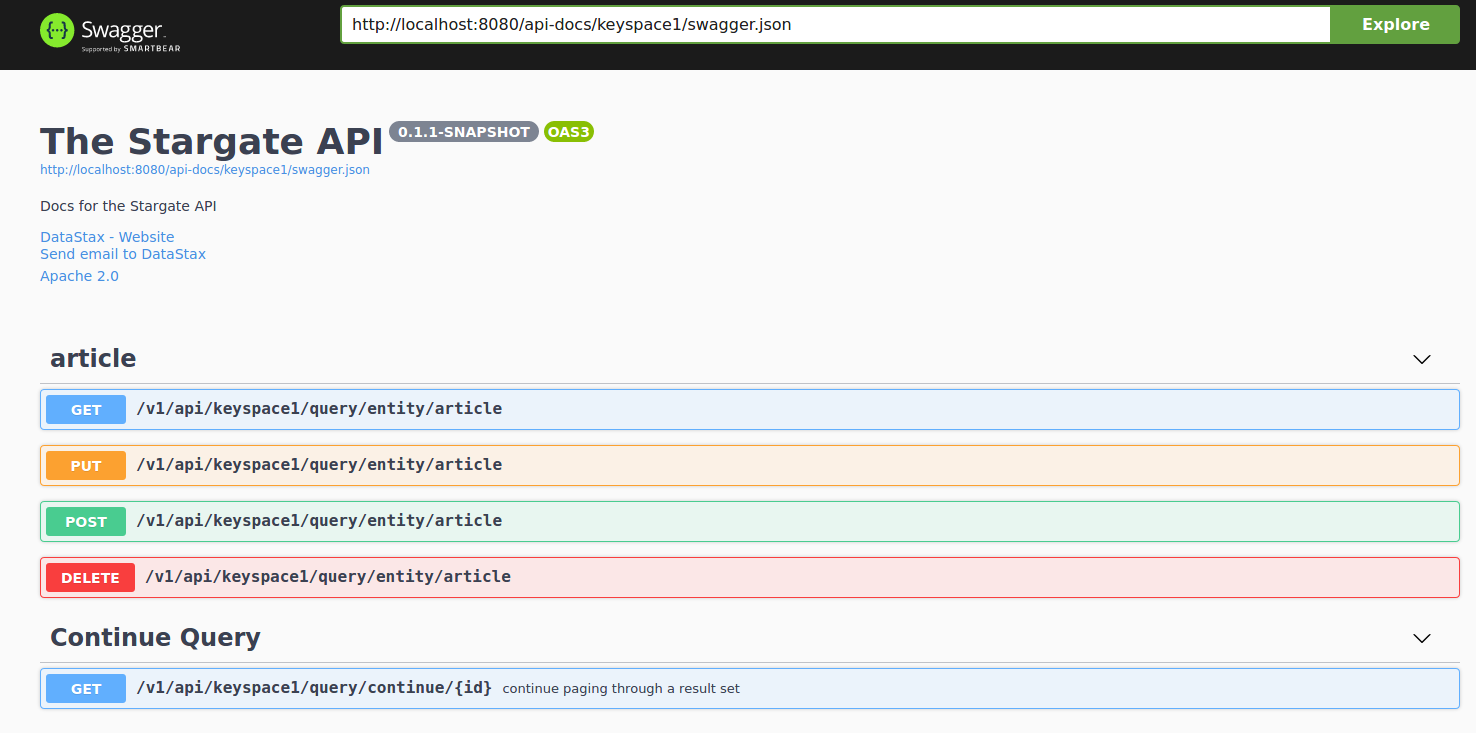 {··} Swagger.
Supported by SMARTBEAR
http://localhost:8080/api-docs/keyspace1/swagger.json
Explore
The Stargate API 0.1.1-SNAPSHOT OAS3
http://localhost:8080/api-docs/keyspace1/swagger.json
Docs for the Stargate API
DataStax - Website
Send email to DataStax
Apache 2.0
article
GET /v1/api/keyspace1/query/entity/article
PUT /v1/api/keyspace1/query/entity/article
POST /v1/api/keyspace1/query/entity/article
DELETE /v1/api/keyspace1/query/entity/article
Continue Query
GET /v1/api/keyspace1/query/continue/{id} continue paging through a result set